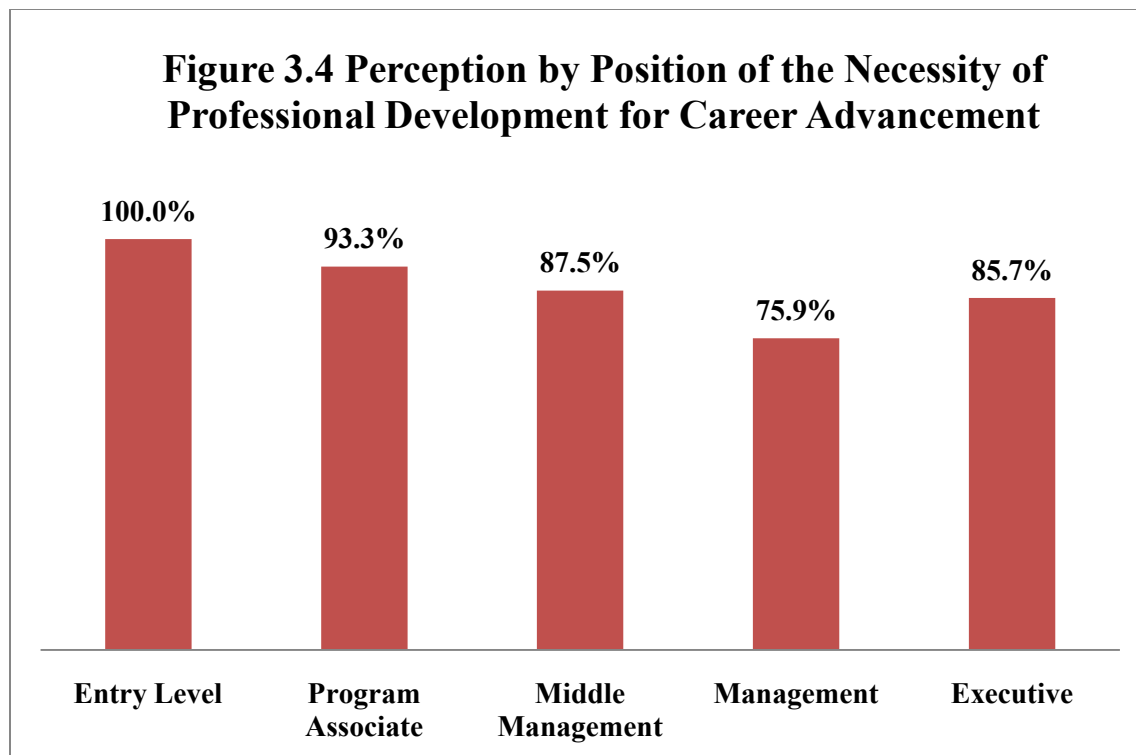 Figure 3.4 Perception by Position of the Necessity of
Professional Development for Career Advancement
100.0%
93.3%
87.5%
75.9%
85.7%
Entry Level
Program
Associate
Middle
Management
Management
Executive